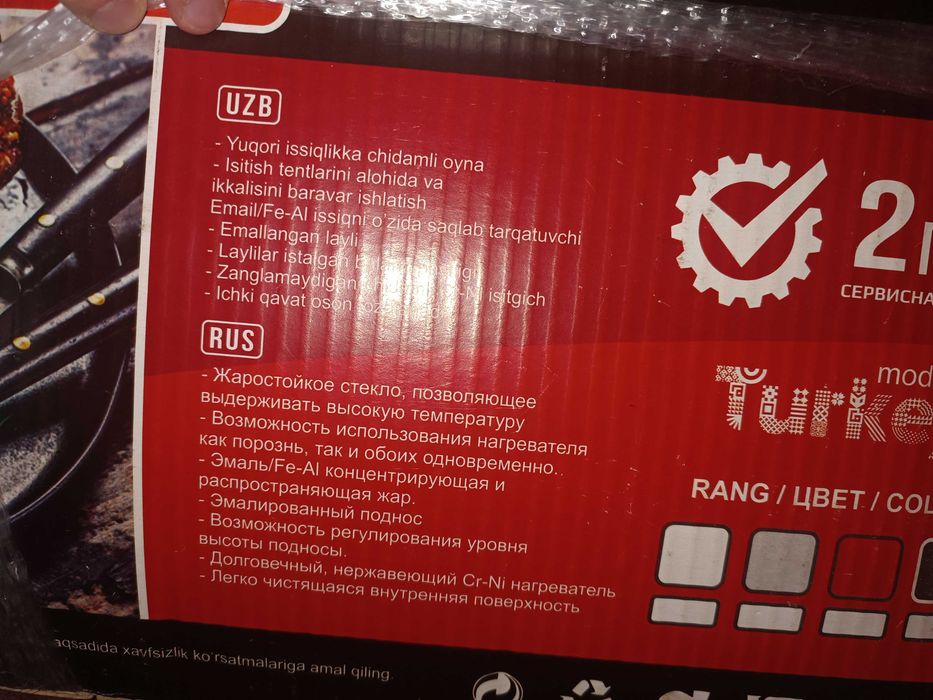 UZB
- Yuqori issiqlikka chidamli oyna
- Isitish tentlarini alohida va
ikkalisini baravar ishlatish
Email/Fe-Al issiqni o'zida saqlab tarqatuvchi
- Emallangan layli
- Laylilar istalgan
- Zanglamaydigan isitgich
- Ichki qavat oson
RUS
- Жаростойкое стекло, позволяющее
выдерживать высокую температуру
- Возможность использования нагревателя
как порознь, так и обоих одновременно..
- Эмаль/Fe-Al концентрирующая и
распространяющая жар.
- Эмалированный поднос
- Возможность регулирования уровня
высоты подносы.
- Долговечный, нержавеющий Cr-Ni нагреватель
- Легко чистящаяся внутренняя поверхность
2
СЕРВИСНА
mod
Turke
RANG / ЦВЕТ / COL
aqsadida xavfsizlik ko'rsatmalariga amal qiling.